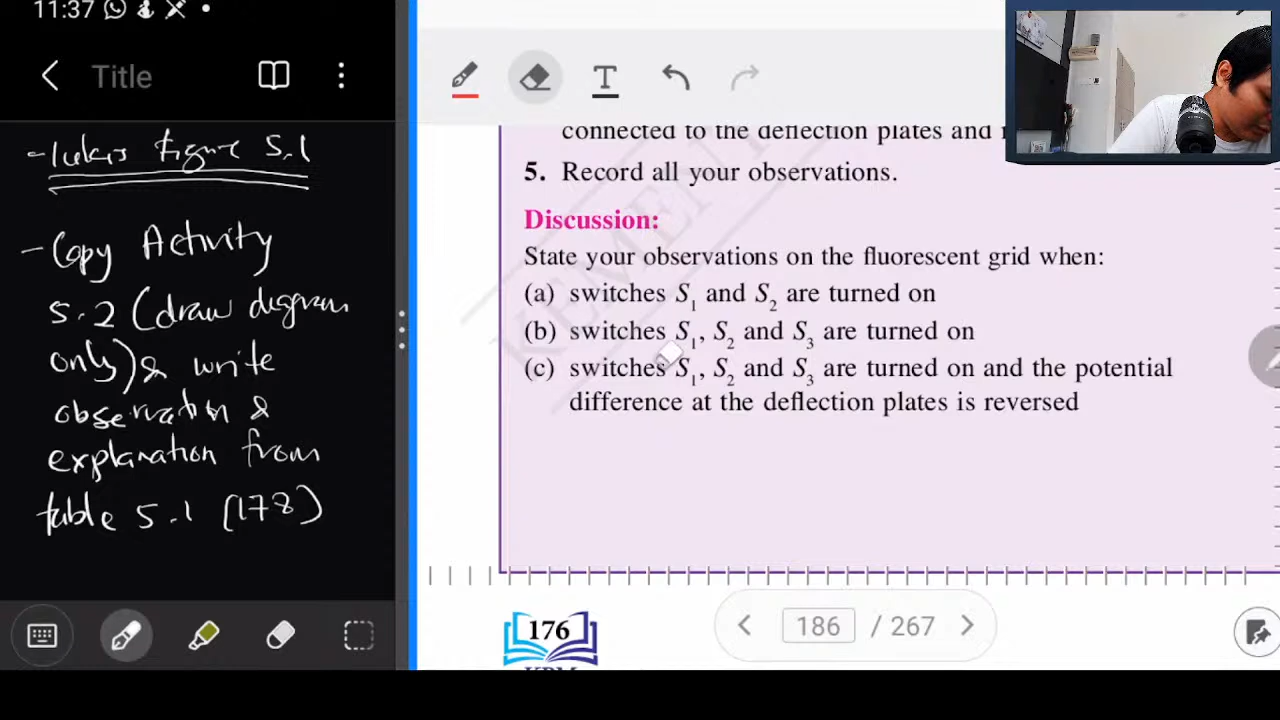 11:37
Title
- lukis figure 5.1
- Copy Activity
5.2 (draw diagram
only) & write
observation &
explanation from
table 5.1 (178)
T
connected to the deflection plates and
5. Record all your observations.
Discussion:
State your observations on the fluorescent grid when:
(a) switches S1 and S2 are turned on
(b) switches S1, S2 and S3 are turned on
(c) switches S1, S2 and S3 are turned on and the potential
difference at the deflection plates is reversed
176
186 / 267